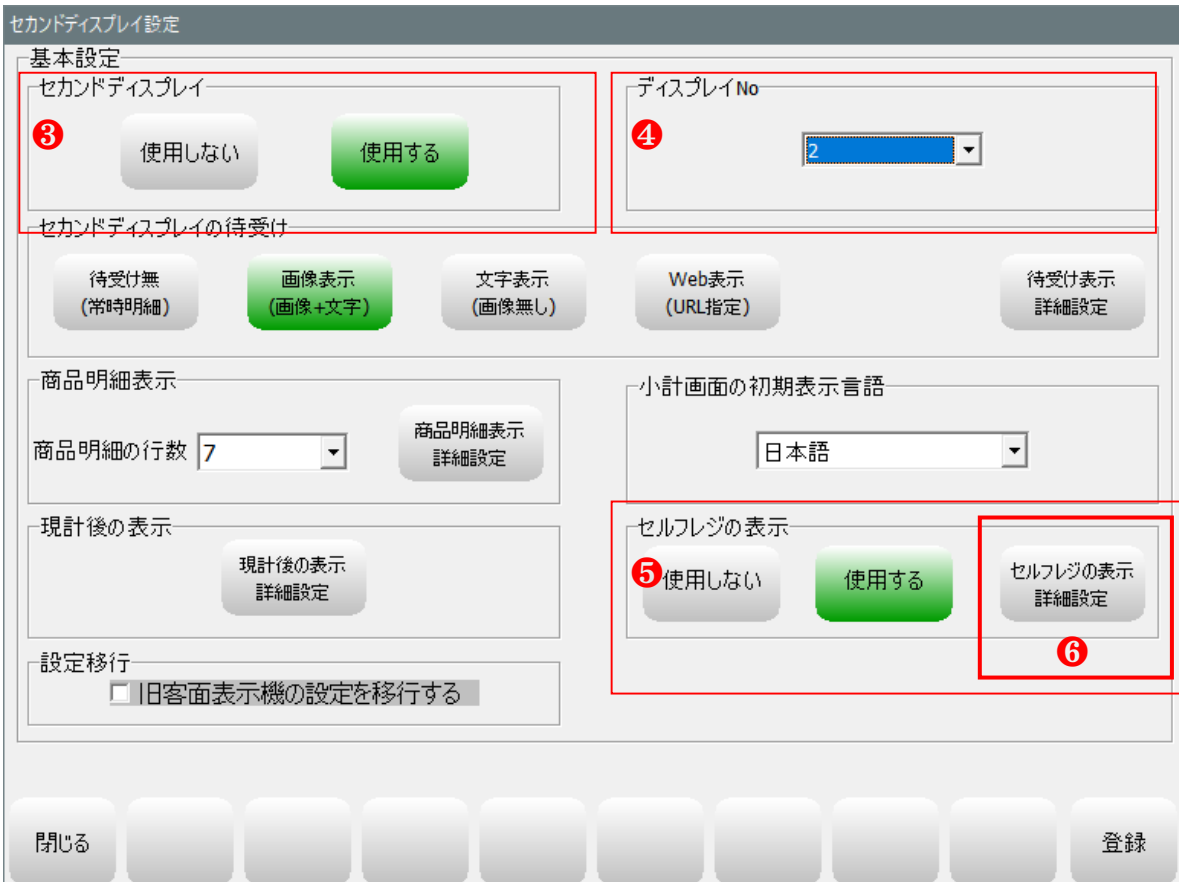 セカンドディスプレイ設定
基本設定
セカンドディスプレイ
❸
使用しない
使用する
ディスプレイNo
❹
2
セカンドディスプレイの待受け
待受け無
(常時明細)
画像表示
(画像+文字)
文字表示
(画像無し)
Web表示
(URL指定)
待受け表示
詳細設定
商品明細表示
商品明細の行数
7
商品明細表示
詳細設定
小計画面の初期表示言語
日本語
現計後の表示
現計後の表示
詳細設定
セルフレジの表示
❺
使用しない
使用する
セルフレジの表示
詳細設定
❻
設定移行
旧客面表示機の設定を移行する
閉じる
登録